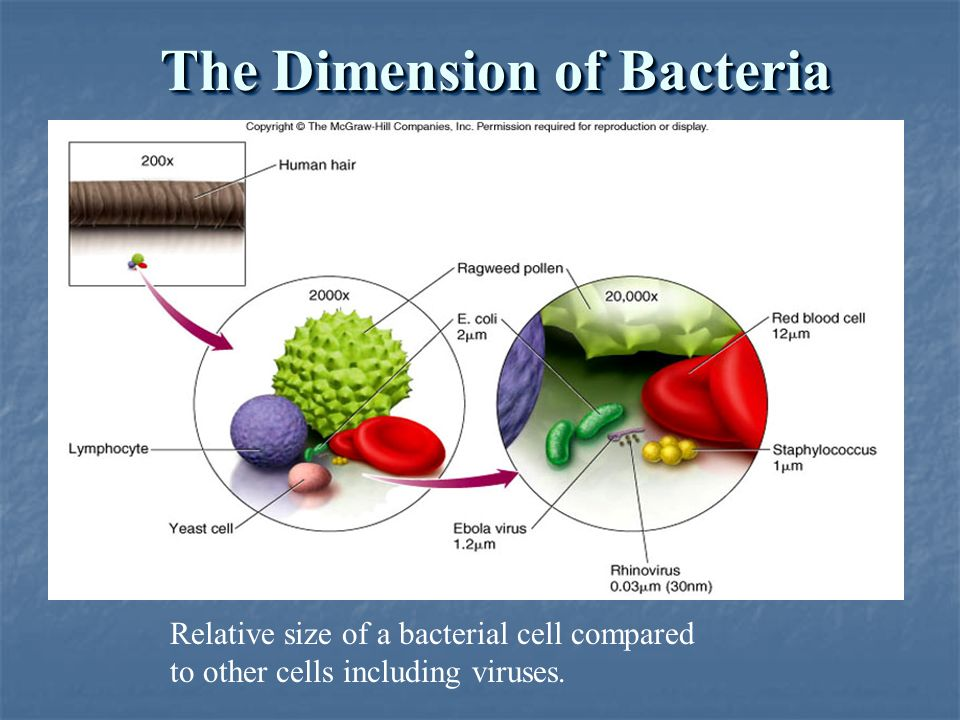 The Dimension of Bacteria
Copyright © The McGraw-Hill Companies, Inc. Permission required for reproduction or display.
200x
Human hair
Ragweed pollen
2000x
20,000x
E. coli
2μm
Red blood cell
12μm
Lymphocyte
Staphylococcus
1μm
Yeast cell
Ebola virus
1.2μm
Rhinovirus
0.03μm (30nm)
Relative size of a bacterial cell compared
to other cells including viruses.